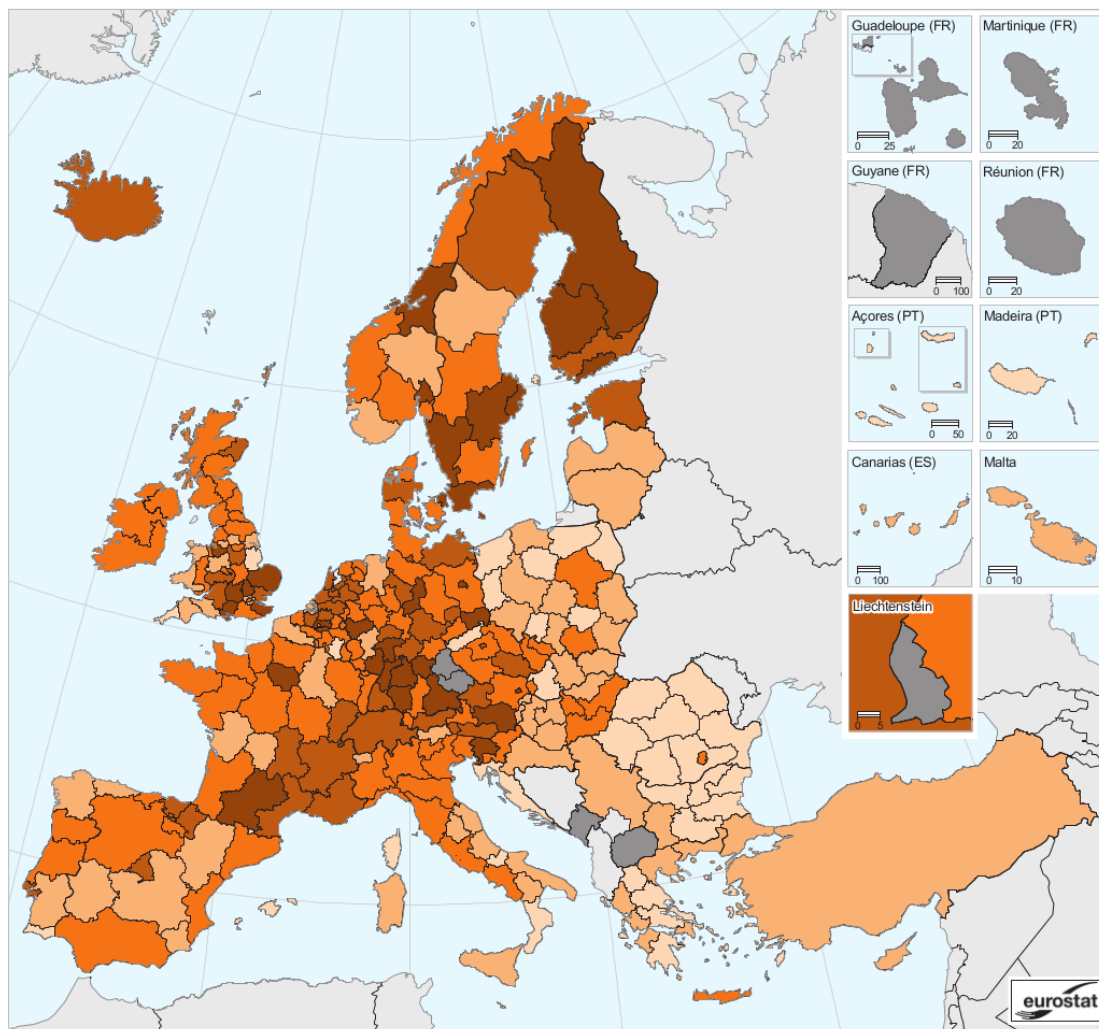 Guadeloupe (FR)
0 25
Martinique (FR)
0 20
Guyane (FR)
0 100
Réunion (FR)
0 20
Açores (PT)
0 50
Madeira (PT)
0 20
Canarias (ES)
0 100
Malta
0 10
Liechtenstein
0 5
eurostat